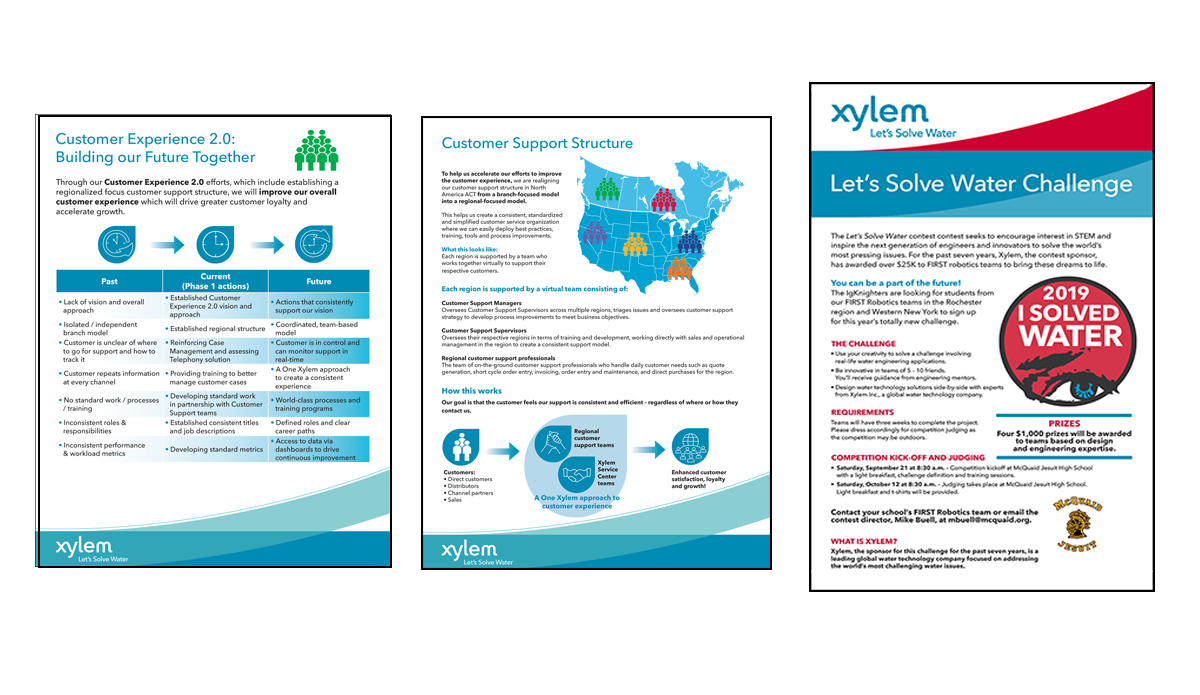 Customer Experience 2.0:
Building our Future Together
Through our Customer Experience 2.0 efforts, which include establishing a
regionalized focus customer support structure, we will improve our overall
customer experience which will drive greater customer loyalty and
accelerate growth.
Past
Current
(Phase 1 actions)
Future
• Lack of vision and overall
approach
• Established Customer
Experience 2.0 vision and
approach
• Actions that consistently
support our vision
• Isolated / independent
branch model
• Established regional structure
• Coordinated, team-based
model
• Customer is unclear of where
to go for support and how to
track it
• Reinforcing Case
Management and assessing
Telephony solution
• Customer is in control and
can monitor support in
real-time
• Customer repeats information
at every channel
• Providing training to better
manage customer cases
• A One Xylem approach
to create a consistent
experience
• No standard work / processes
/ training
• Developing standard work
in partnership with Customer
Support teams
• World-class processes and
training programs
• Inconsistent roles &
responsibilities
• Established consistent titles
and job descriptions
• Defined roles and clear
career paths
• Inconsistent performance
& workload metrics
• Developing standard metrics
• Access to data via
dashboards to drive
continuous improvement
xylem
Let's Solve Water
Customer Support Structure
To help us accelerate our efforts to improve
the customer experience, we are realigning
our customer support structure in North
America ACT from a branch-focused model
into a regional-focused model.
This helps us create a consistent, standardized
and simplified customer service organization
where we can easily deploy best practices,
training, tools and process improvements.
What this looks like:
Each region is supported by a team who
works together virtually to support their
respective customers.
Each region is supported by a virtual team consisting of:
Customer Support Managers
Oversees Customer Support Supervisors across multiple regions, triages issues and oversees customer support
strategy to develop process improvements to meet business objectives.
Customer Support Supervisors
Oversees their respective regions in terms of training and development, working directly with sales and operational
management in the region to create a consistent support model.
Regional customer support professionals
The team of on-the-ground customer support professionals who handle daily customer needs such as quote
generation, short cycle order entry, invoicing, order entry and maintenance, and direct purchases for the region.
How this works
Our goal is that the customer feels our support is consistent and efficient – regardless of where or how they
contact us.
Customers:
• Direct customers
• Distributors
• Channel partners
• Sales
Regional
customer
support teams
Xylem
Service
Center
teams
A One Xylem approach to
customer experience
Enhanced customer
satisfaction, loyalty
and growth!
xylem
Let's Solve Water
xylem
Let's Solve Water
Let's Solve Water Challenge
The Let's Solve Water contest contest seeks to encourage interest in STEM and
inspire the next generation of engineers and innovators to solve the world's
most pressing issues. For the past seven years, Xylem, the contest sponsor,
has awarded over $25K to FIRST robotics teams to bring these dreams to life.
You can be a part of the future!
The IgKnighters are looking for students from
our FIRST Robotics teams in the Rochester
region and Western New York to sign up
for this year's totally new challenge.
2019
I SOLVED
WATER
THE CHALLENGE
• Use your creativity to solve a challenge involving
real-life water engineering applications.
• Be innovative in teams of 5 - 10 friends.
You'll receive guidance from engineering mentors.
• Design water technology solutions side-by-side with experts
from Xylem Inc., a global water technology company.
REQUIREMENTS
Teams will have three weeks to complete the project.
Please dress accordingly for competition judging as
the competition may be outdoors.
PRIZES
Four $1,000 prizes will be awarded
to teams based on design
and engineering expertise.
COMPETITION KICK-OFF AND JUDGING
• Saturday, September 21 at 8:30 a.m. – Competition kickoff at McQuaid Jesuit High School
with a light breakfast, challenge definition and training sessions.
• Saturday, October 12 at 8:30 a.m. – Judging takes place at McQuaid Jesuit High School.
Light breakfast and t-shirts will be provided.
Contact your school's FIRST Robotics team or email the
contest director, Mike Buell, at mbuell@mcquaid.org.
McQUAID
JESUIT
WHAT IS XYLEM?
Xylem, the sponsor for this challenge for the past seven years, is a
leading global water technology company focused on addressing
the world's most challenging water issues.